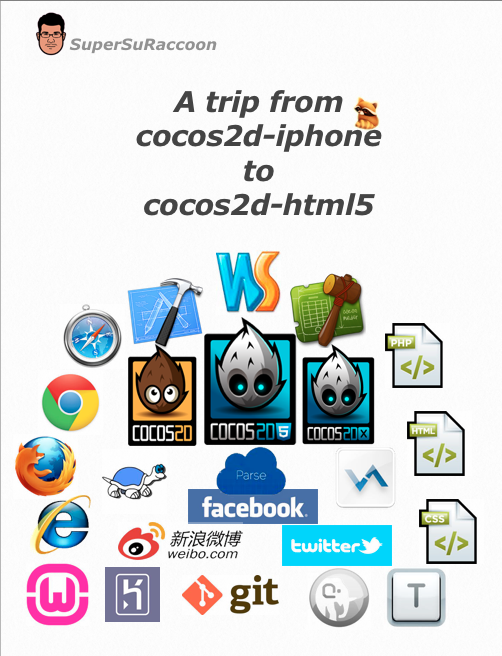 SuperSuRaccoon
A trip from
cocos2d-iphone
to
cocos2d-html5
WS
PHP
</>
COCOS2D
COCOS2D 5
COCOS2D X
HTML
</>
Parse
facebook
CSS
</>
新浪微博
weibo.com
twitter
W
git
T